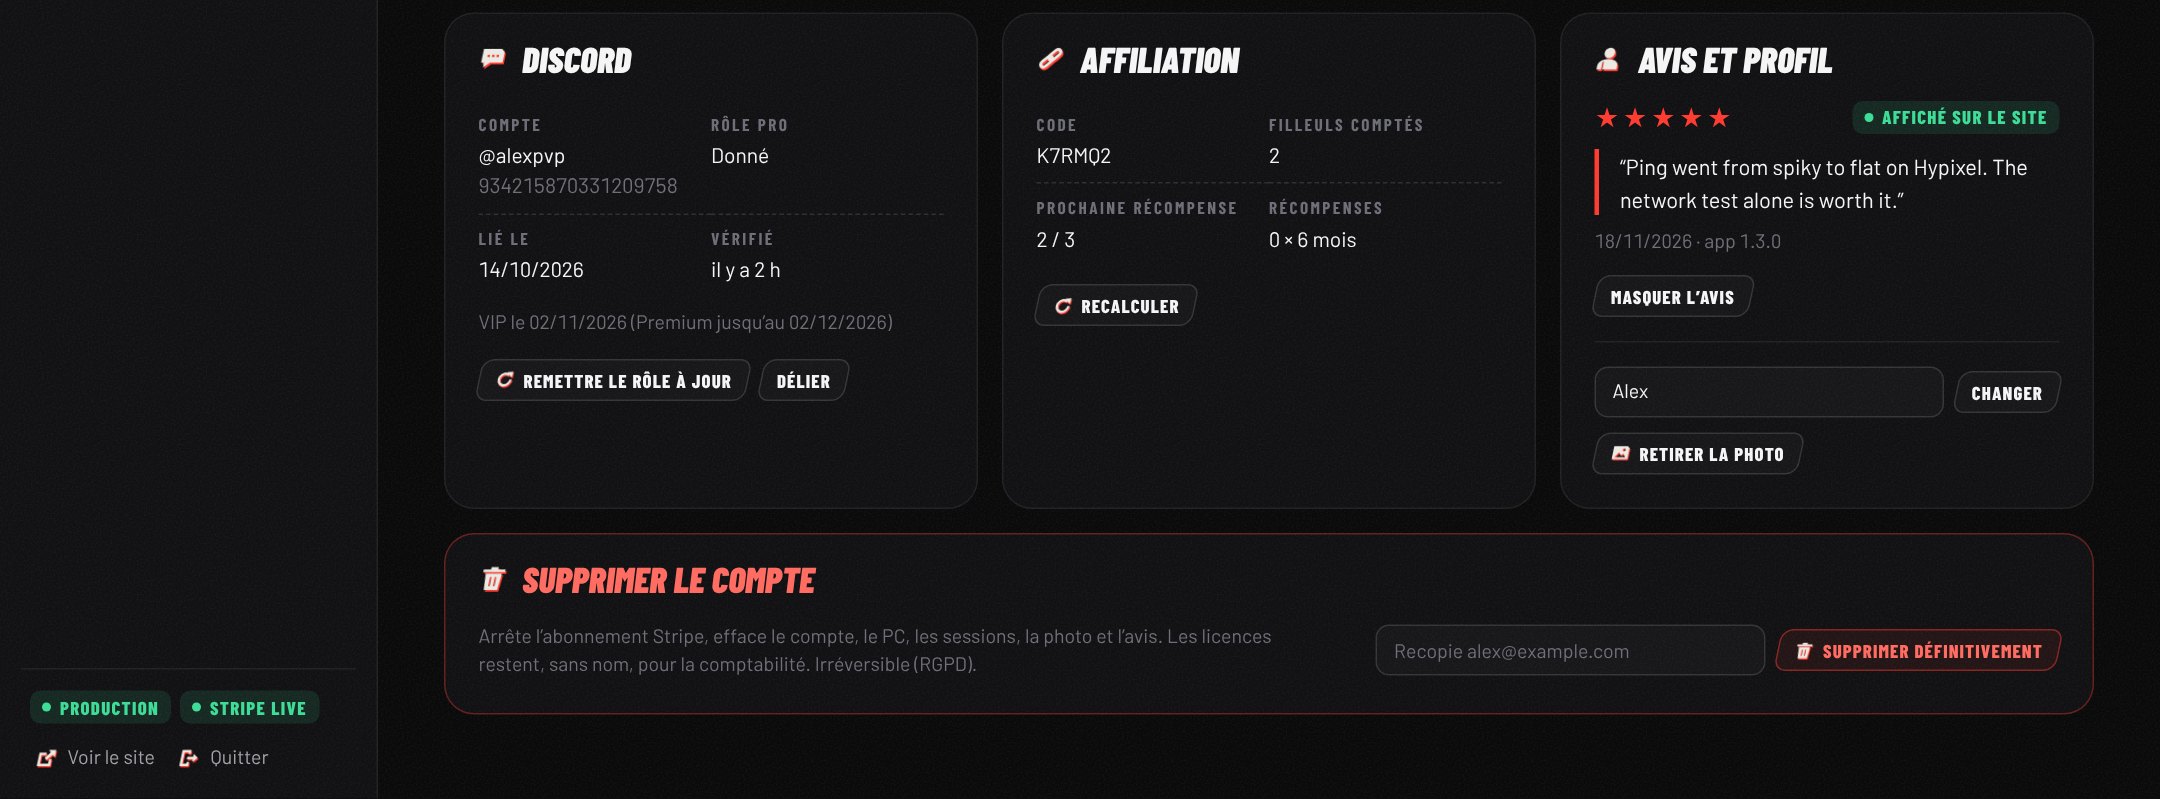 DISCORD
COMPTE
RÔLE PRO
@alexpvp
Donné
934215870331209758
LIÉ LE
VÉRIFIÉ
14/10/2026
il y a 2 h
VIP le 02/11/2026 (Premium jusqu’au 02/12/2026)
REMETTRE LE RÔLE À JOUR
DÉLIER
AFFILIATION
CODE
FILLEULS COMPTÉS
K7RMQ2
2
PROCHAINE RÉCOMPENSE
RÉCOMPENSES
2 / 3
0 × 6 mois
RECALCULER
AVIS ET PROFIL
★★★★★
AFFICHÉ SUR LE SITE
“Ping went from spiky to flat on Hypixel. The
network test alone is worth it.”
18/11/2026 · app 1.3.0
MASQUER L’AVIS
Alex
CHANGER
RETIRER LA PHOTO
SUPPRIMER LE COMPTE
Arrête l’abonnement Stripe, efface le compte, le PC, les sessions, la photo et l’avis. Les licences
restent, sans nom, pour la comptabilité. Irréversible (RGPD).
Recopie alex@example.com
SUPPRIMER DÉFINITIVEMENT
PRODUCTION
STRIPE LIVE
Voir le site
Quitter